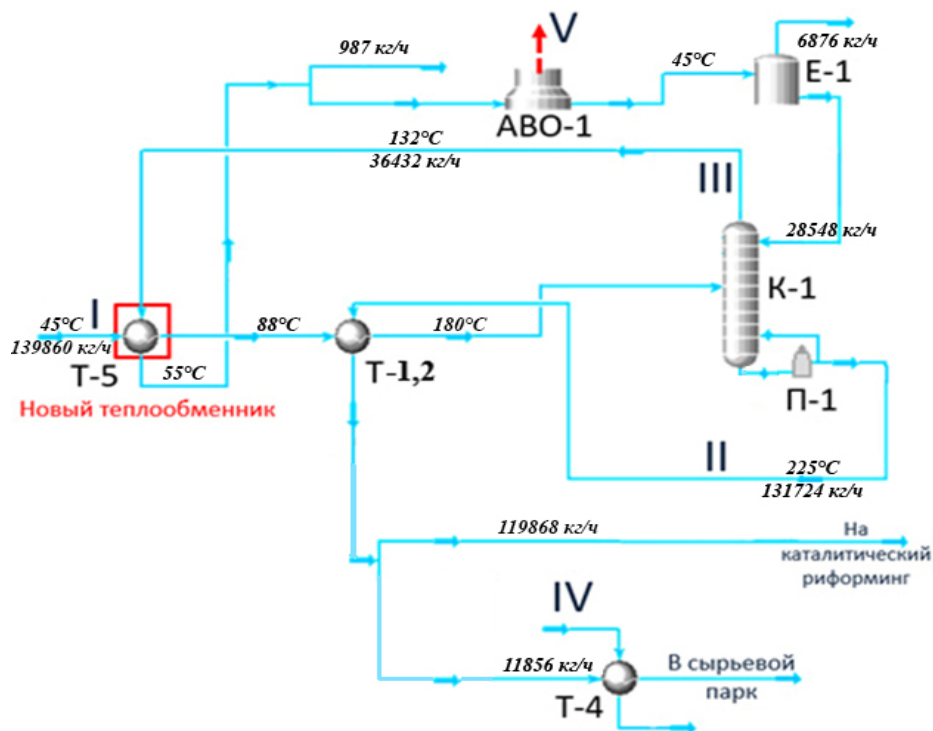 987 кг/ч
V
45°C
6876 кг/ч
Е-1
АВО-1
132°C
36432 кг/ч
III
28548 кг/ч
К-1
I
45°C
139860 кг/ч
88°C
180°C
Т-5
55°C
Т-1,2
П-1
Новый теплообменник
II
225°C
131724 кг/ч
119868 кг/ч
На
каталитический
риформинг
IV
11856 кг/ч
В сырьевой
парк
Т-4